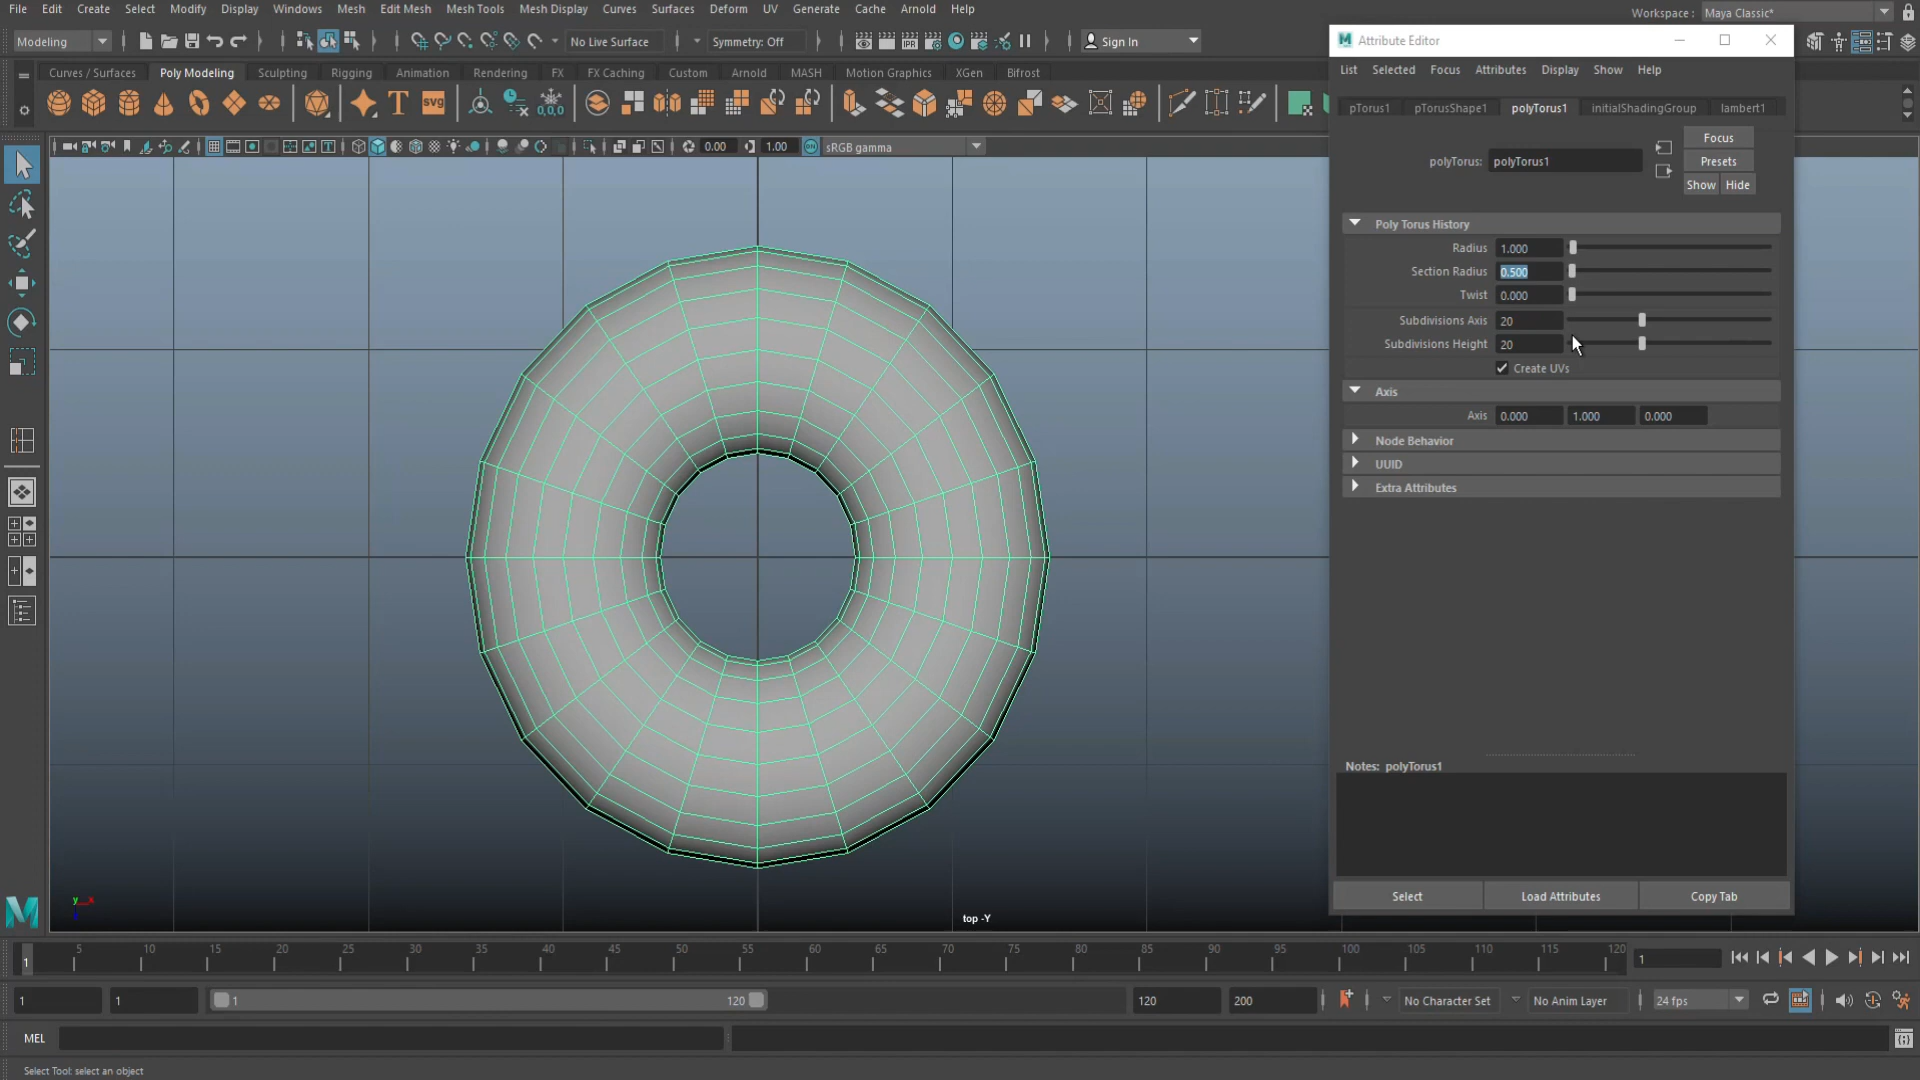 File Edit Create Select Modify Display Windows Mesh Edit Mesh Mesh Tools Mesh Display Curves Surfaces Deform UV Generate Cache Arnold Help
Workspace : Maya Classic*
Modeling
No Live Surface
Symmetry: Off
IPR
Sign In
Curves / Surfaces Poly Modeling Sculpting Rigging Animation Rendering FX FX Caching Custom Arnold MASH Motion Graphics XGen Bifrost
T SVG
0.00 1.00 ON sRGB gamma
Attribute Editor
List Selected Focus Attributes Display Show Help
pTorus1 pTorusShape1 polyTorus1 initialShadingGroup lambert1
Focus
polyTorus: polyTorus1
Presets
Show Hide
Poly Torus History
Radius 1.000
Section Radius 0.500
Twist 0.000
Subdivisions Axis 20
Subdivisions Height 20
Create UVs
Axis
Axis 0.000 1.000 0.000
Node Behavior
UUID
Extra Attributes
Notes: polyTorus1
Select Load Attributes Copy Tab
y x
top -Y
5 10 15 20 25 30 35 40 45 50 55 60 65 70 75 80 85 90 95 100 105 110 115 120
1
1
1 1 1 120 120 200 No Character Set No Anim Layer 24 fps
MEL
Select Tool: select an object